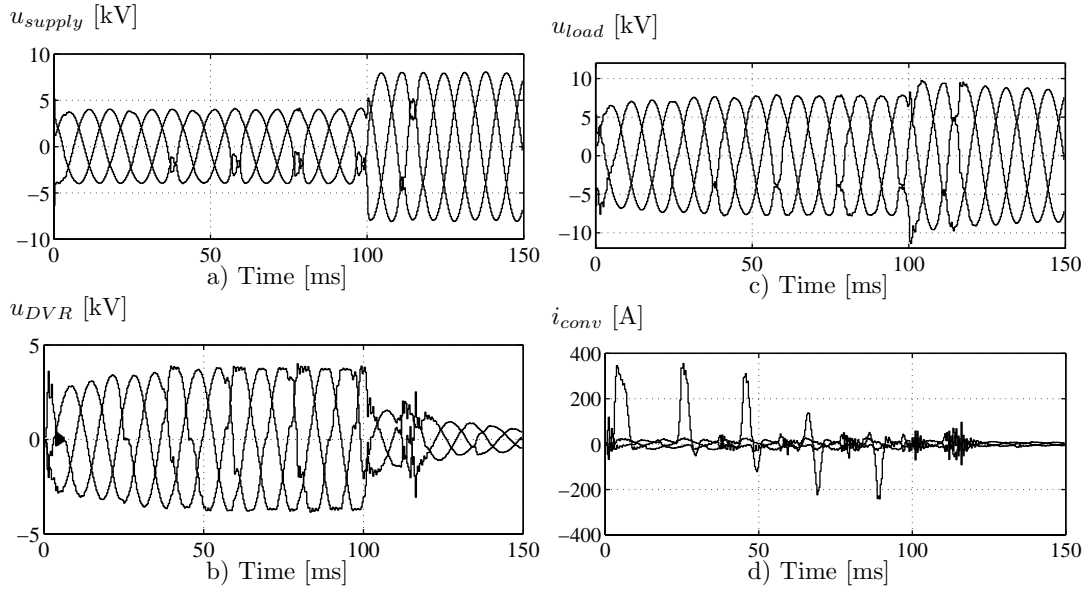 u_supply [kV]
10
5
0
−5
−10
0 50 100 150
a) Time [ms]
u_load [kV]
10
5
0
−5
−10
0 50 100 150
c) Time [ms]
u_DVR [kV]
5
0
−5
0 50 100 150
b) Time [ms]
i_conv [A]
400
200
0
−200
−400
0 50 100 150
d) Time [ms]